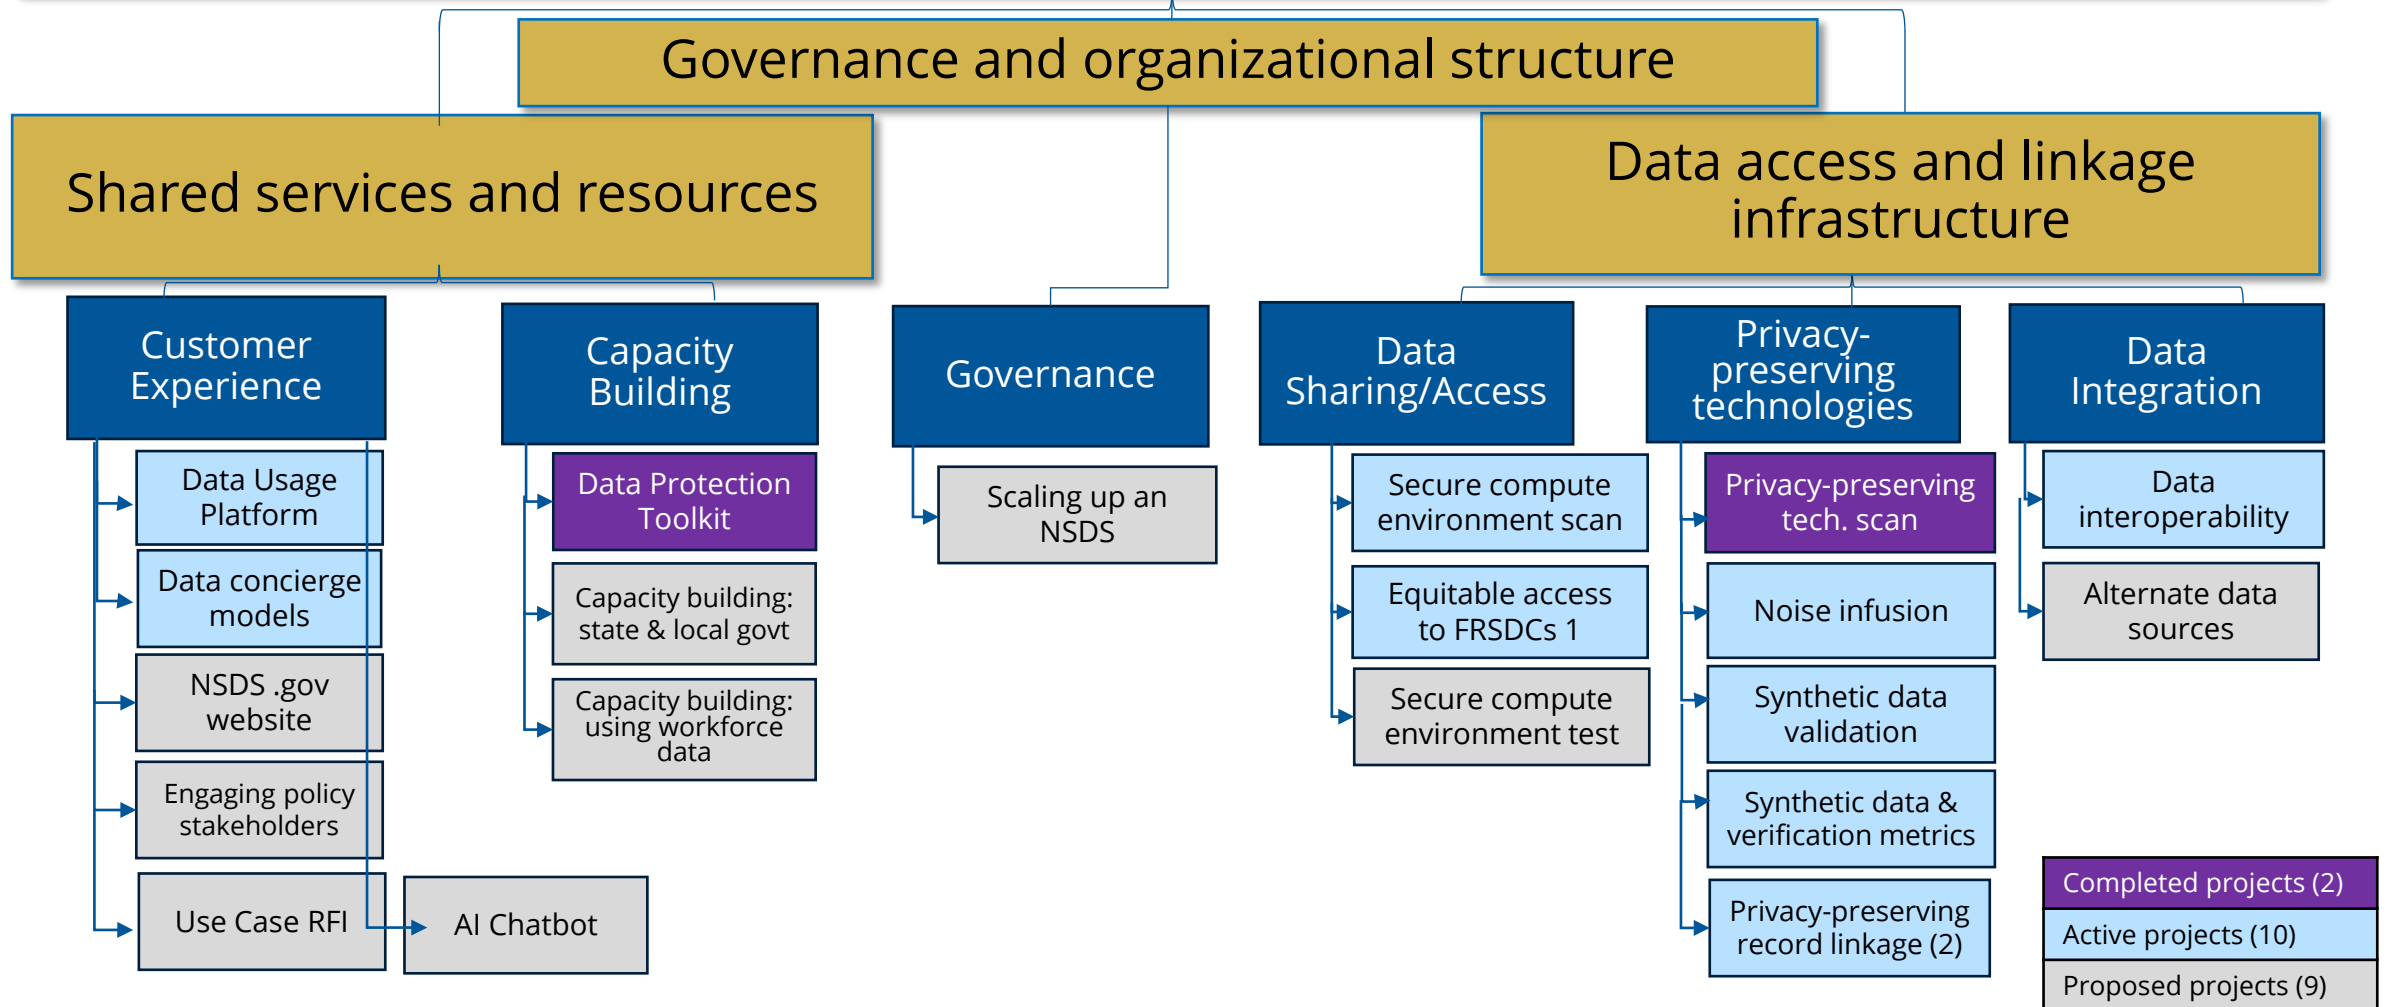 Governance and organizational structure
Shared services and resources
Data access and linkage
infrastructure
Customer
Experience
Data Usage
Platform
Data concierge
models
NSDS .gov
website
Engaging policy
stakeholders
Use Case RFI
AI Chatbot
Capacity
Building
Data Protection
Toolkit
Capacity building:
state & local govt
Capacity building:
using workforce
data
Governance
Scaling up an
NSDS
Data
Sharing/Access
Secure compute
environment scan
Equitable access
to FRSDCs 1
Secure compute
environment test
Privacy-
preserving
technologies
Privacy-preserving
tech. scan
Noise infusion
Synthetic data
validation
Synthetic data &
verification metrics
Privacy-preserving
record linkage (2)
Data
Integration
Data
interoperability
Alternate data
sources
Completed projects (2)
Active projects (10)
Proposed projects (9)